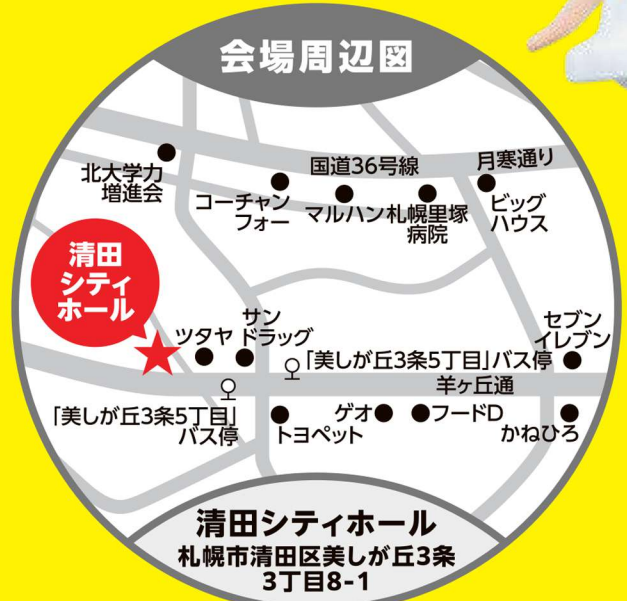 会場周辺図
北大学力
増進会
国道36号線
月寒通り
コーチャン
フォー
マルハン
札幌里塚
病院
ビッグ
ハウス
清田
シティ
ホール
ツタヤ
サン
ドラッグ
「美しが丘3条5丁目」バス停
セブン
イレブン
羊ヶ丘通
「美しが丘3条5丁目」
バス停
トヨペット
ゲオ
フードD
かねひろ
清田シティホール
札幌市清田区美しが丘3条
3丁目8-1